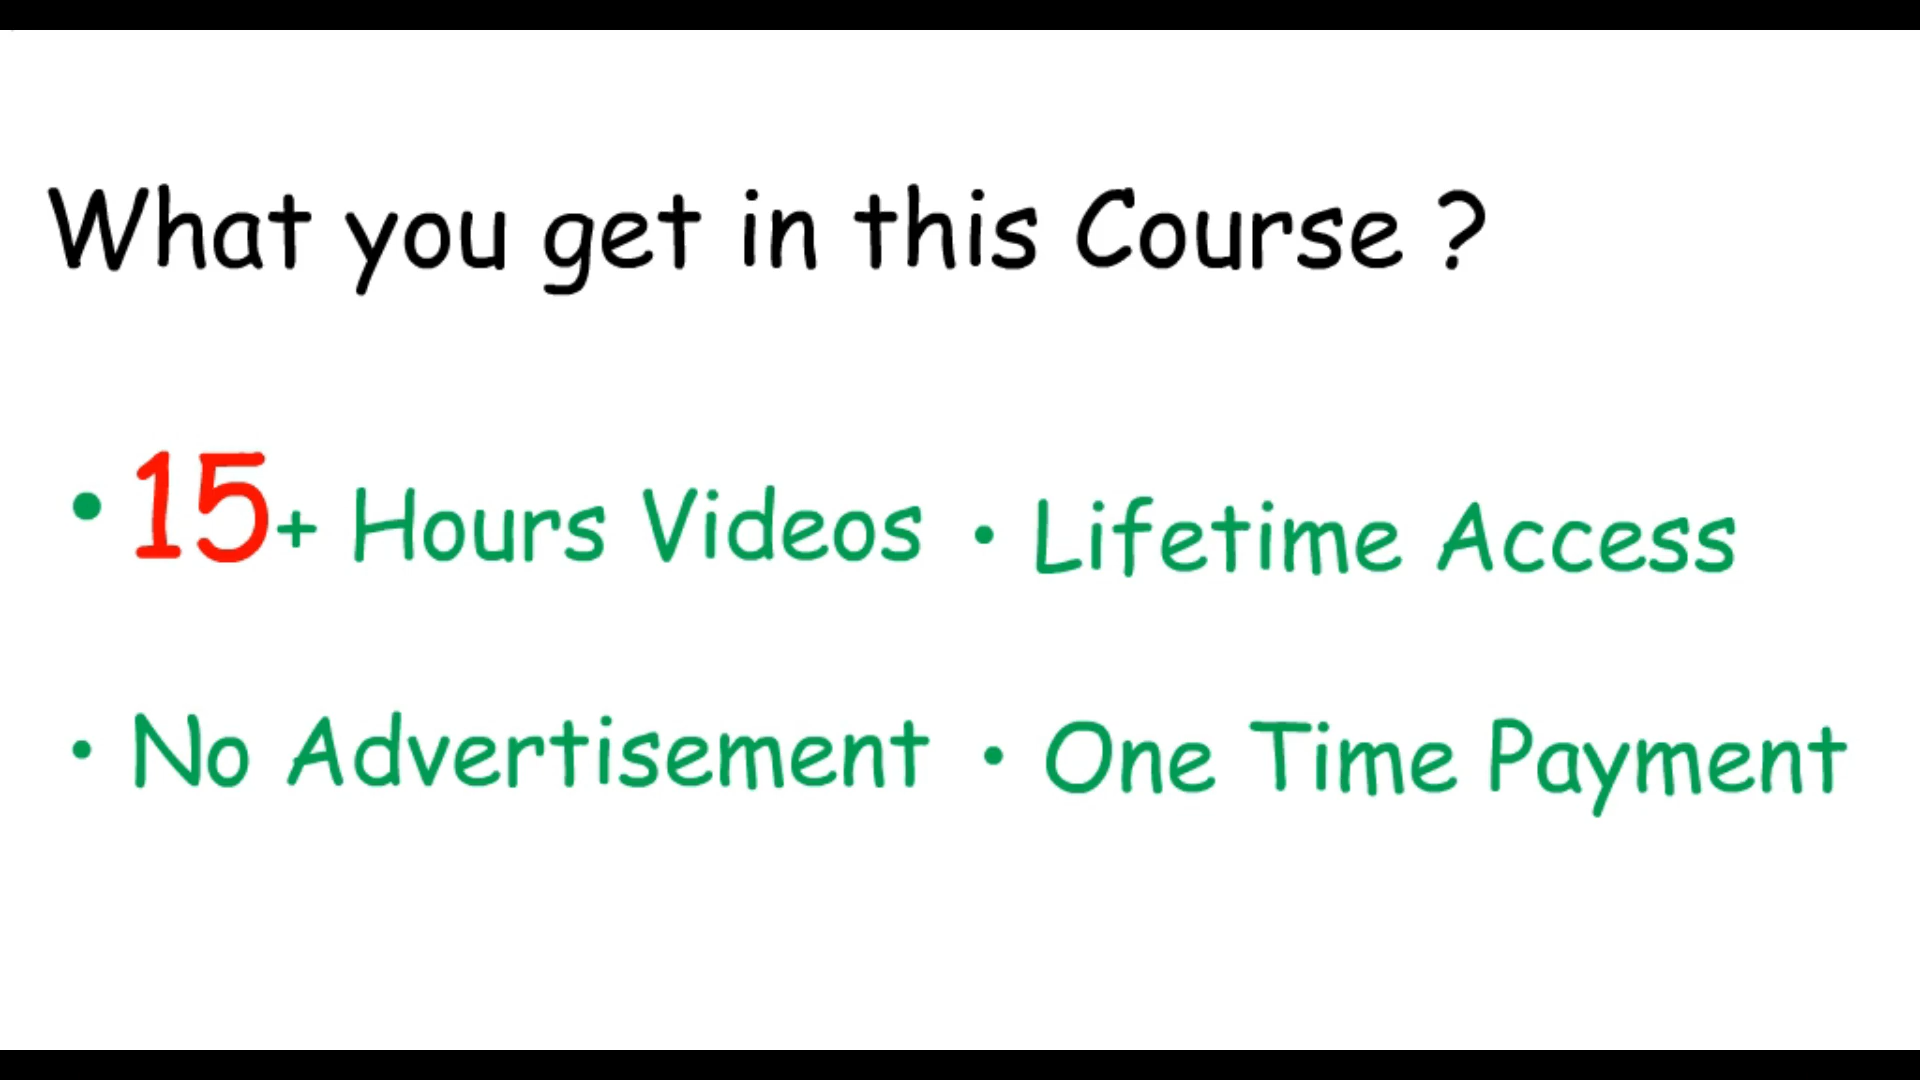 What you get in this Course ?
• 15+ Hours Videos • Lifetime Access
• No Advertisement • One Time Payment